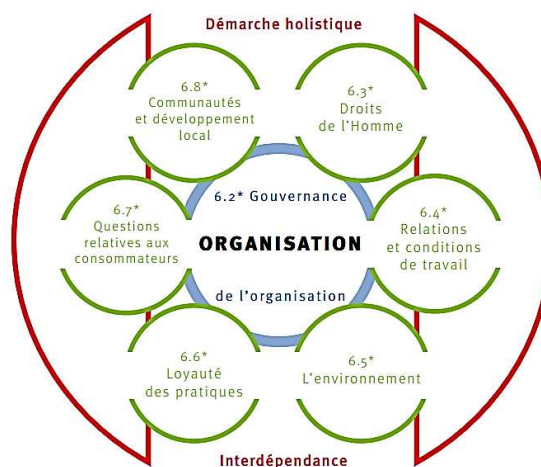 Démarche holistique
6.8*
Communautés
et développement
local
6.3*
Droits
de l'Homme
6.2* Gouvernance
6.7*
Questions
relatives aux
consommateurs
ORGANISATION
6.4*
Relations
et conditions
de travail
de l'organisation
6.6*
Loyauté
des pratiques
6.5*
L'environnement
Interdépendance